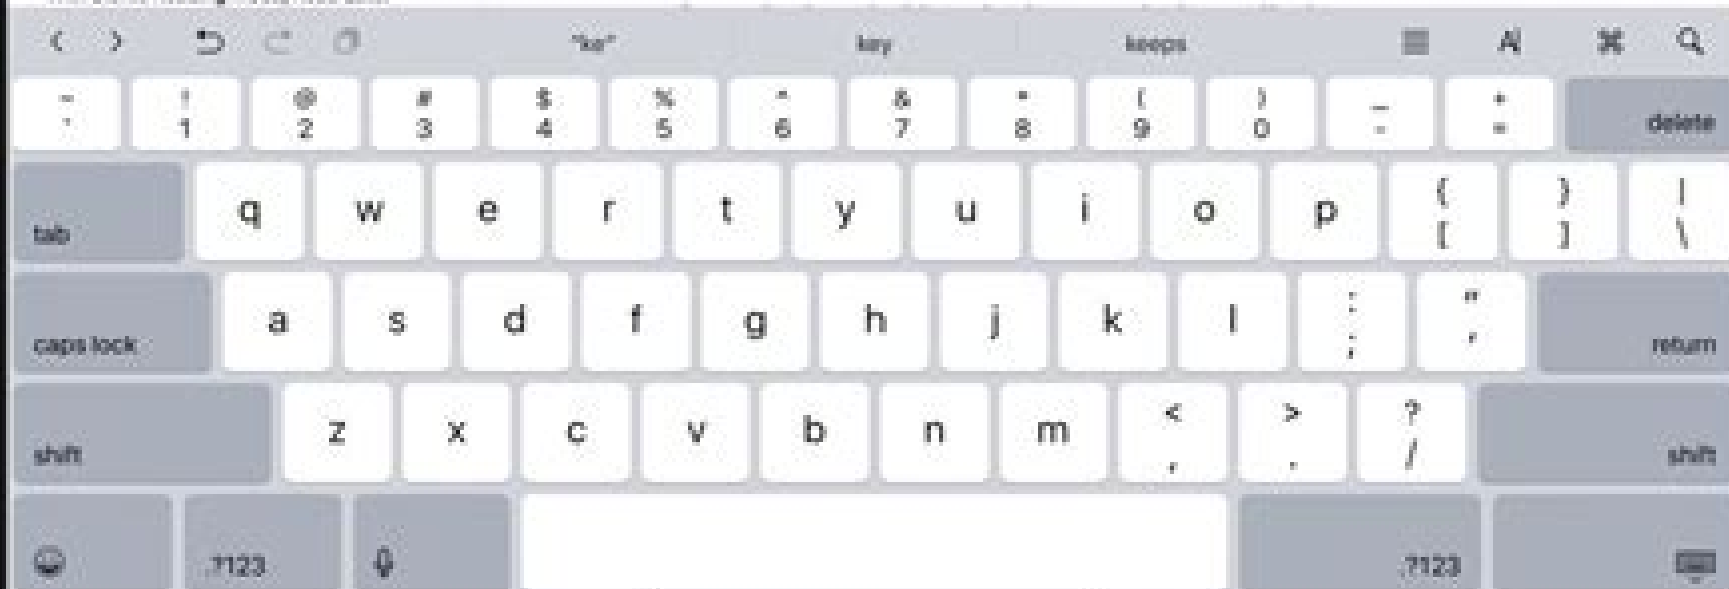 "ke" key keeps
~ ! @ # $ % ^ & * ( ) _ +
` 1 2 3 4 5 6 7 8 9 0 - = delete
tab q w e r t y u i o p { [ } ] | \
caps lock a s d f g h j k l : ; " ' return
shift z x c v b n m < , > . ? / shift
.?123 .?123